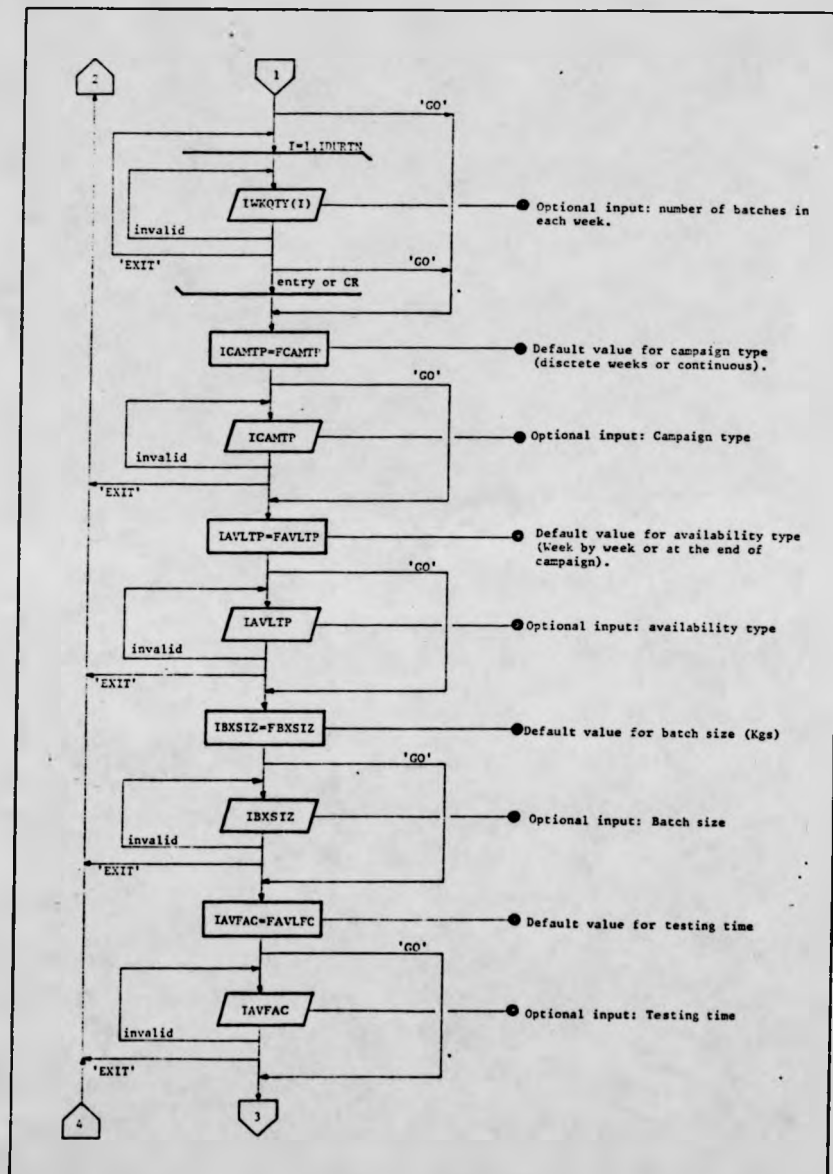 2
1
'GO'
I=1,IDURTN
IWKQTY(I)
Optional input: number of batches in
each week.
invalid
'EXIT'
'GO'
entry or CR
ICAMTP=FCAMTP
Default value for campaign type
(discrete weeks or continuous).
'GO'
ICAMTP
Optional input: Campaign type
invalid
'EXIT'
IAVLTP=FAVLTP
Default value for availability type
(Week by week or at the end of
campaign).
'GO'
IAVLTP
Optional input: availability type
invalid
'EXIT'
IBXSIZ=FBXSIZ
Default value for batch size (Kgs)
'GO'
IBXSIZ
Optional input: Batch size
invalid
'EXIT'
IAVFAC=FAVLFC
Default value for testing time
'GO'
IAVFAC
Optional input: Testing time
invalid
'EXIT'
4
3